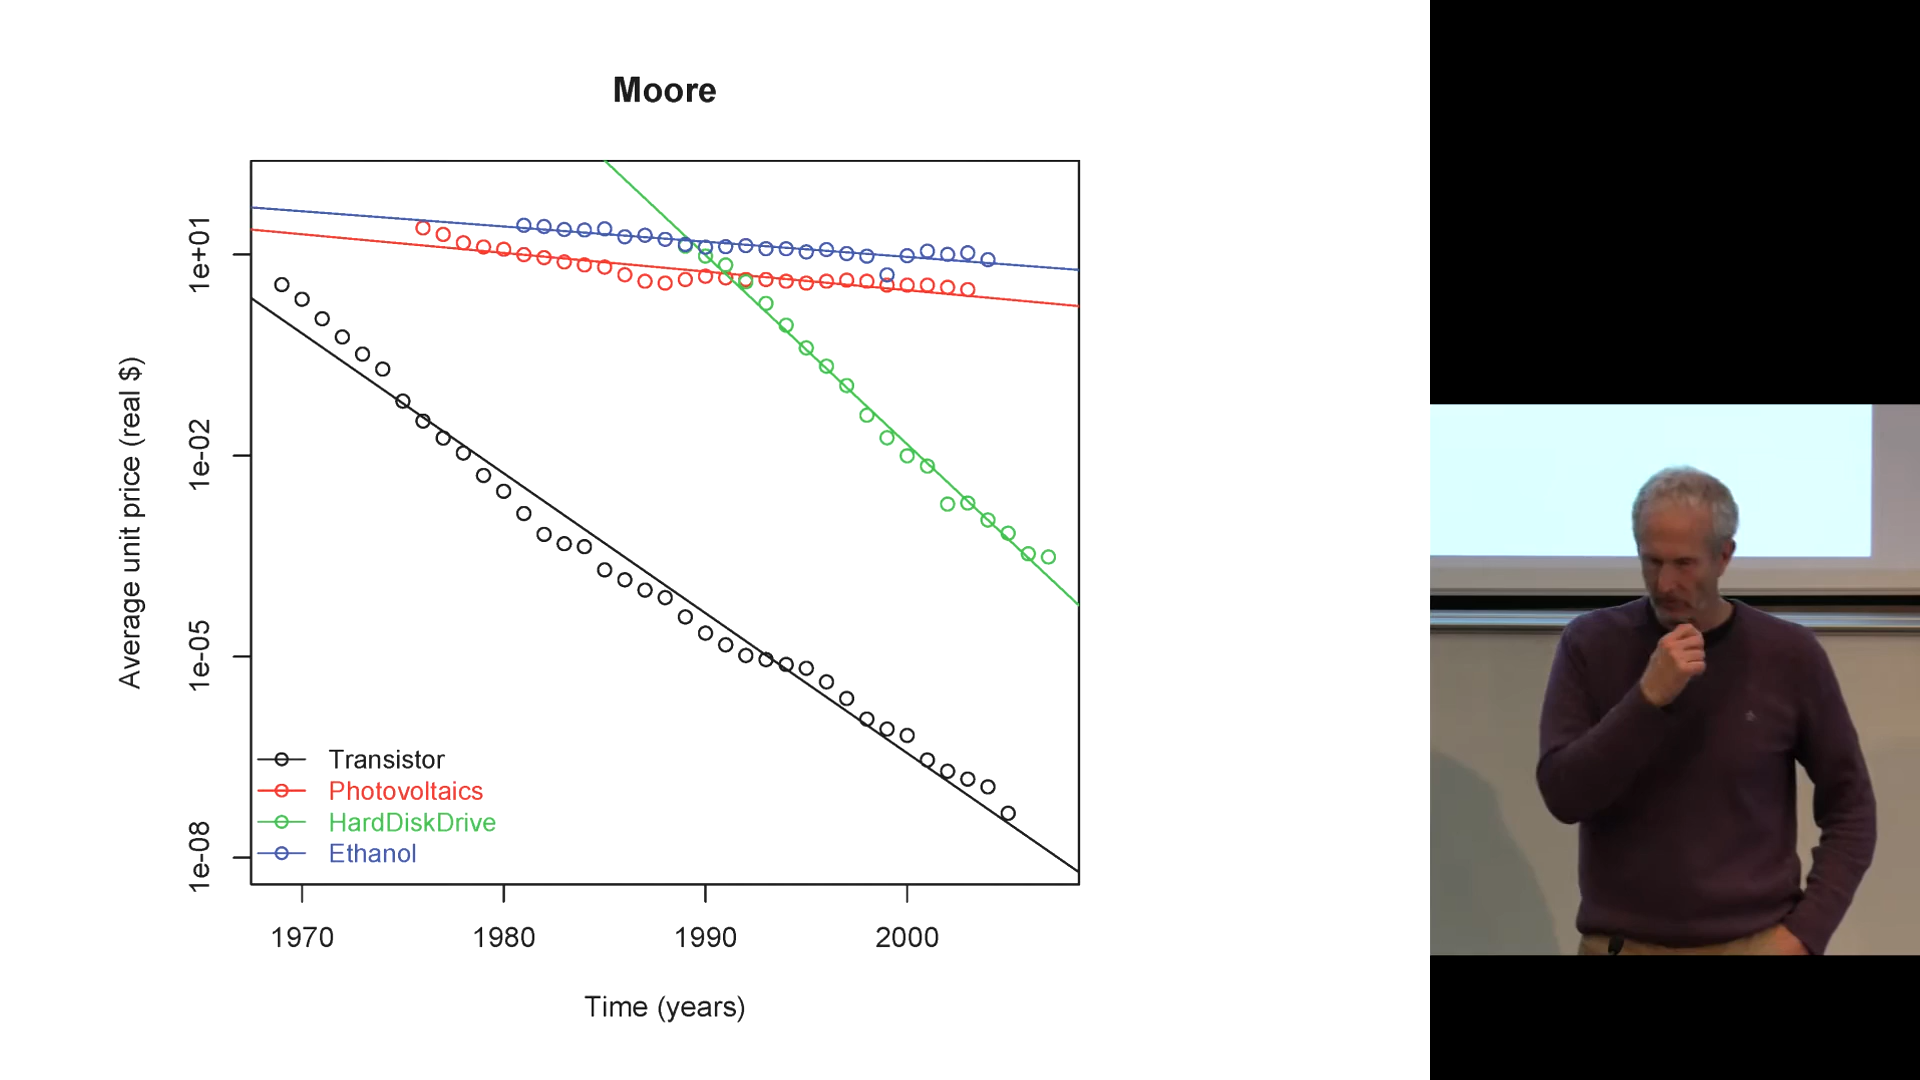 Moore
Average unit price (real $)
1e+01
1e-02
1e-05
1e-08
Transistor
Photovoltaics
HardDiskDrive
Ethanol
1970 1980 1990 2000
Time (years)